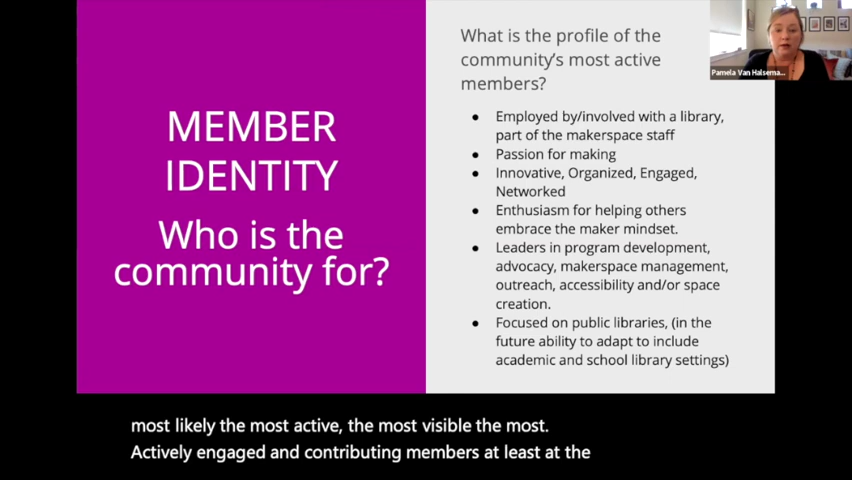 MEMBER
IDENTITY
Who is the
community for?
What is the profile of the
community's most active
members?
• Employed by/involved with a library,
part of the makerspace staff
• Passion for making
• Innovative, Organized, Engaged,
Networked
• Enthusiasm for helping others
embrace the maker mindset.
• Leaders in program development,
advocacy, makerspace management,
outreach, accessibility and/or space
creation.
• Focused on public libraries, (in the
future ability to adapt to include
academic and school library settings)
Pamela Van Halsema...
most likely the most active, the most visible the most.
Actively engaged and contributing members at least at the